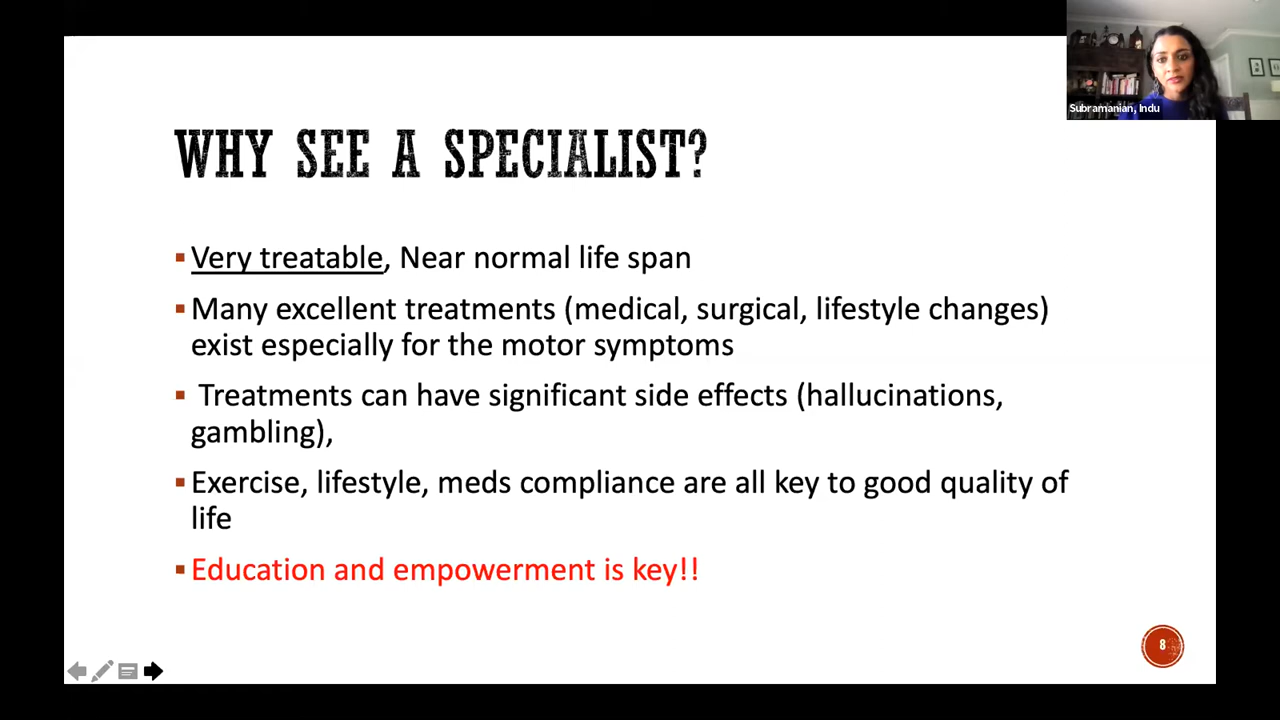 Subramanian, Indu
WHY SEE A SPECIALIST?
Very treatable, Near normal life span
Many excellent treatments (medical, surgical, lifestyle changes)
exist especially for the motor symptoms
Treatments can have significant side effects (hallucinations,
gambling),
Exercise, lifestyle, meds compliance are all key to good quality of
life
Education and empowerment is key!!
8